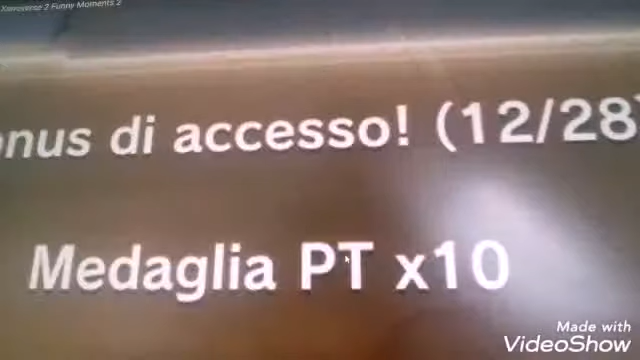 Xenoverse 2 Funny Moments 2
onus di accesso! (12/28)
Medaglia PT x10
Made with
VideoShow